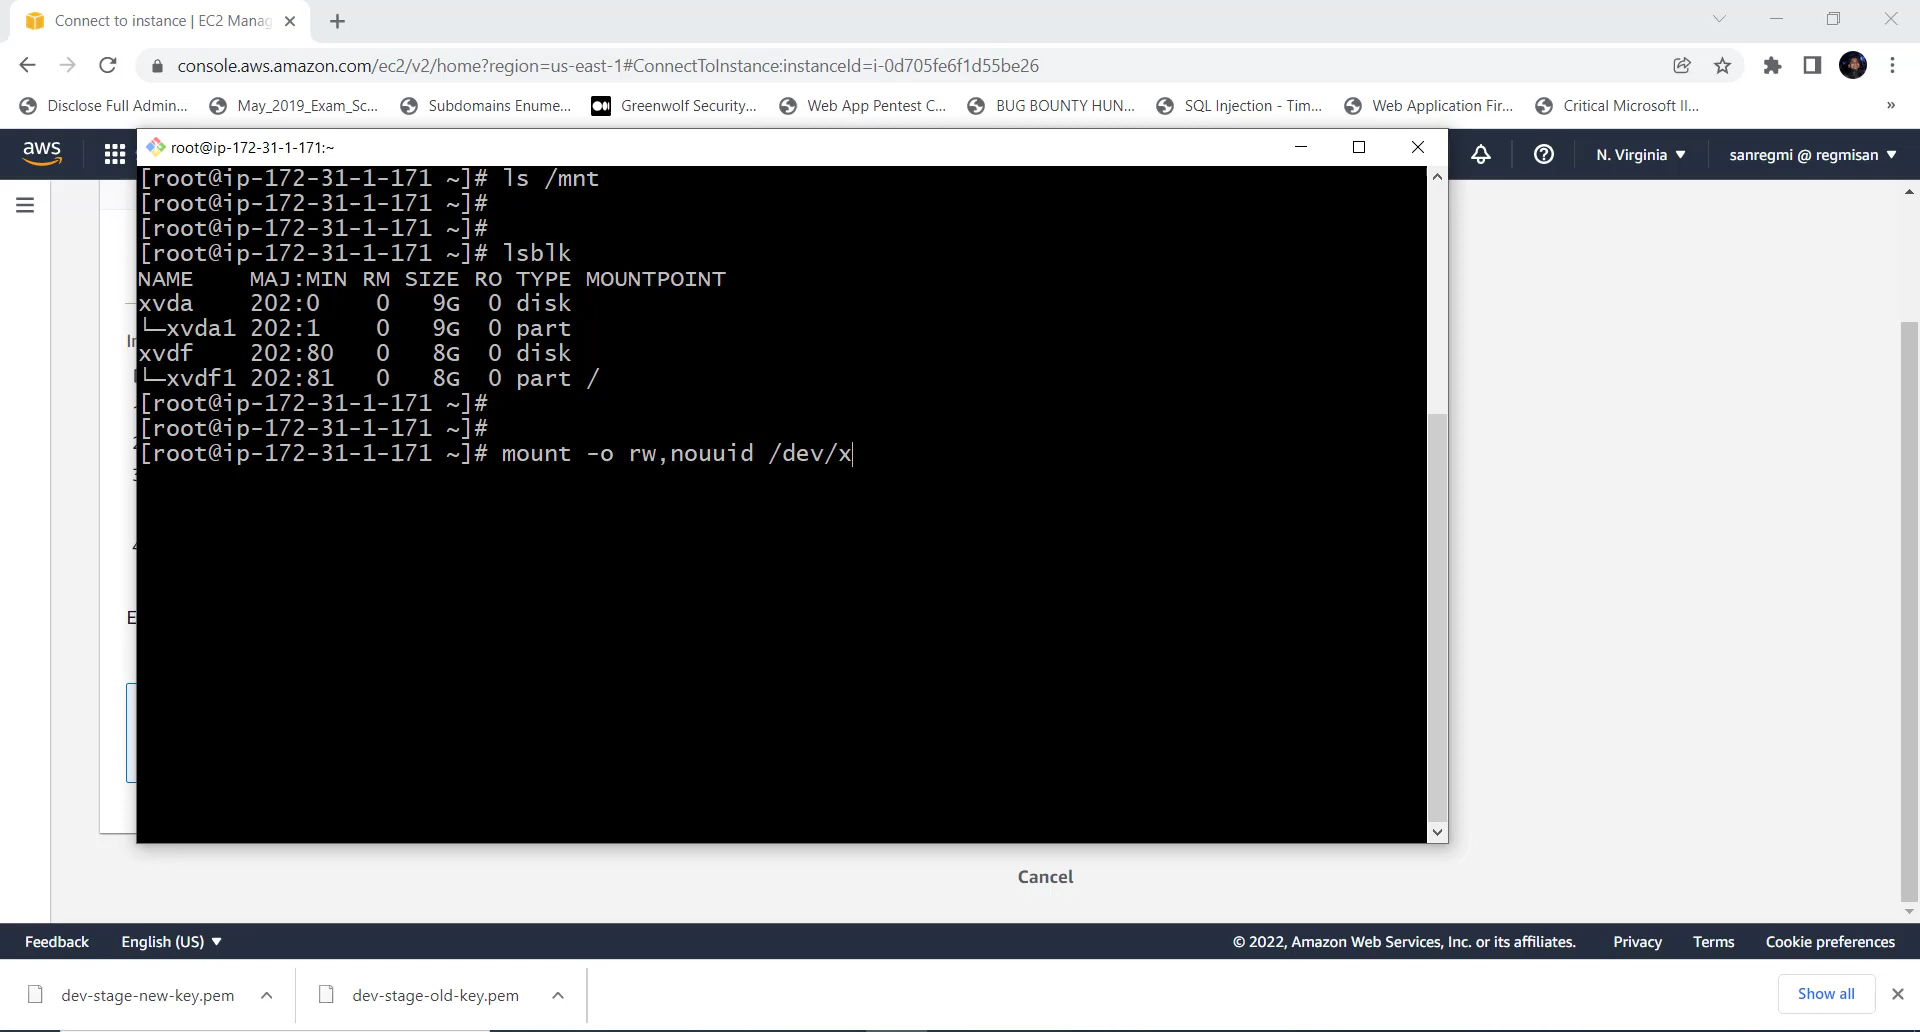 Connect to instance | EC2 Manag
console.aws.amazon.com/ec2/v2/home?region=us-east-1#ConnectToInstance:instanceId=i-0d705fe6f1d55be26
Disclose Full Admin... May_2019_Exam_Sc... Subdomains Enume... Greenwolf Security,... Web App Pentest C... BUG BOUNTY HUN... SQL Injection - Tim... Web Application Fir... Critical Microsoft II... »
aws N. Virginia sanregmi @ regmisan
root@ip-172-31-1-171:~
[root@ip-172-31-1-171 ~]# ls /mnt
[root@ip-172-31-1-171 ~]#
[root@ip-172-31-1-171 ~]#
[root@ip-172-31-1-171 ~]# lsblk
NAME    MAJ:MIN RM SIZE RO TYPE MOUNTPOINT
xvda    202:0    0   9G  0 disk
└─xvda1 202:1    0   9G  0 part
xvdf    202:80   0   8G  0 disk
└─xvdf1 202:81   0   8G  0 part /
[root@ip-172-31-1-171 ~]#
[root@ip-172-31-1-171 ~]#
[root@ip-172-31-1-171 ~]# mount -o rw,nouuid /dev/x
Cancel
Feedback English (US) © 2022, Amazon Web Services, Inc. or its affiliates. Privacy Terms Cookie preferences
dev-stage-new-key.pem dev-stage-old-key.pem Show all